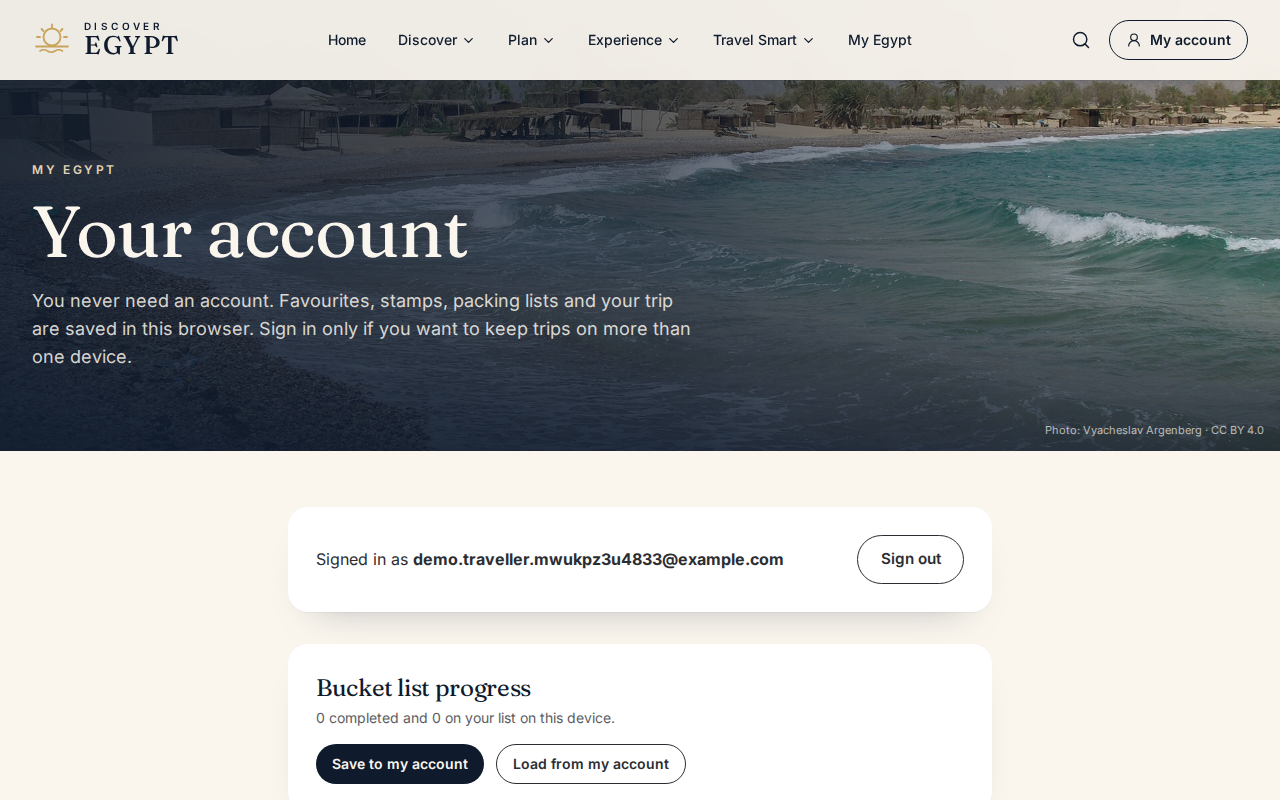 DISCOVER
EGYPT
Home
Discover
Plan
Experience
Travel Smart
My Egypt
My account
MY EGYPT
Your account
You never need an account. Favourites, stamps, packing lists and your trip
are saved in this browser. Sign in only if you want to keep trips on more than
one device.
Photo: Vyacheslav Argenberg · CC BY 4.0
Signed in as demo.traveller.mwukpz3u4833@example.com
Sign out
Bucket list progress
0 completed and 0 on your list on this device.
Save to my account
Load from my account